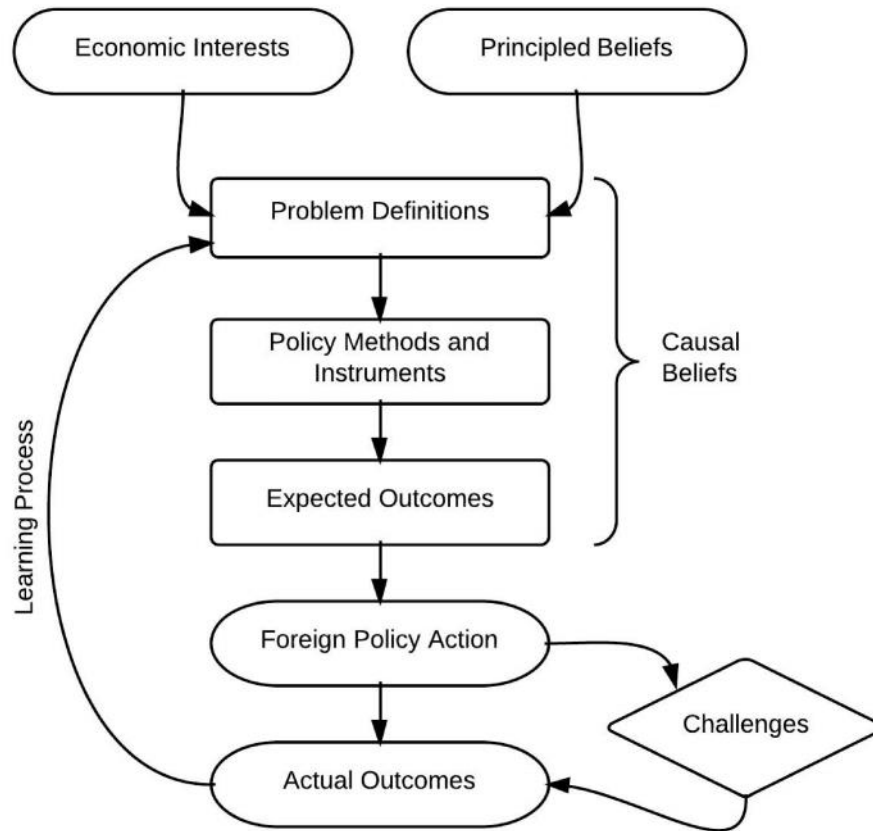 Economic Interests
Principled Beliefs
Problem Definitions
Policy Methods and
Instruments
Causal
Beliefs
Expected Outcomes
Learning Process
Foreign Policy Action
Challenges
Actual Outcomes